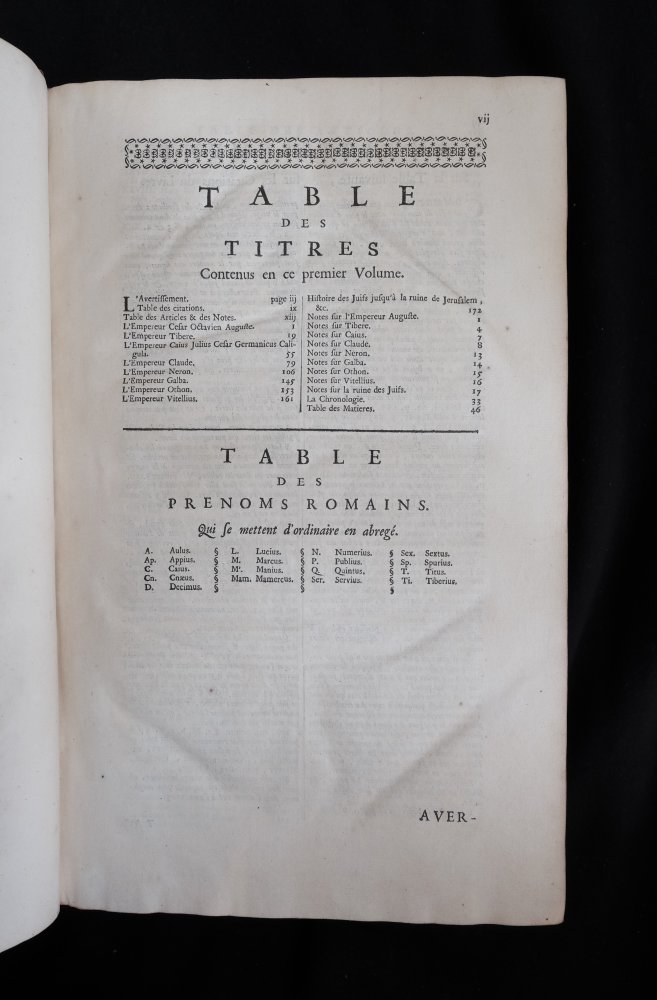 vij
TABLE
DES
TITRES
Contenus en ce premier Volume.
L'Avertissement. page iij
Table des citations. ix
Table des Articles & des Notes. xiij
L'Empereur Cesar Octavien Auguste. 1
L'Empereur Tibere. 19
L'Empereur Caius Julius Cesar Germanicus Cali-
gula. 55
L'Empereur Claude. 79
L'Empereur Neron. 106
L'Empereur Galba. 145
L'Empereur Othon. 153
L'Empereur Vitellius. 161
Histoire des Juifs jusqu'à la ruine de Jerusalem,
&c. 172
Notes sur l'Empereur Auguste. 1
Notes sur Tibere. 4
Notes sur Caius. 7
Notes sur Claude. 8
Notes sur Neron. 13
Notes sur Galba. 14
Notes sur Othon. 15
Notes sur Vitellius. 16
Notes sur la ruine des Juifs. 17
La Chronologie. 33
Table des Matieres. 46
TABLE
DES
PRENOMS ROMAINS.
Qui se mettent d'ordinaire en abregé.
A. Aulus. § L. Lucius. § N. Numerius. § Sex. Sextus.
Ap. Appius. § M. Marcus. § P. Publius. § Sp. Spurius.
C. Caius. § M'. Manius. § Q. Quintus. § T. Titus.
Cn. Cnæus. § Mam. Mamercus. § Ser. Servius. § Ti. Tiberius.
D. Decimus. § § §
AVER-